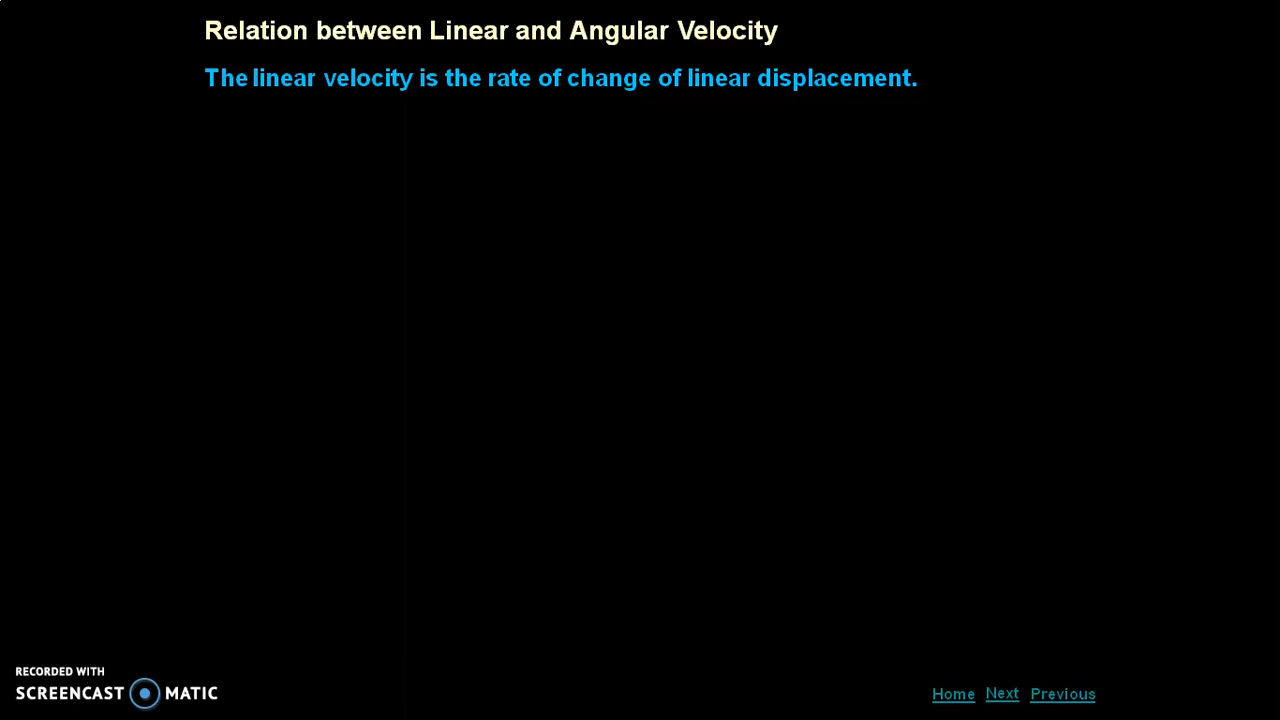 Relation between Linear and Angular Velocity
The linear velocity is the rate of change of linear displacement.
RECORDED WITH
SCREENCAST MATIC
Home Next Previous